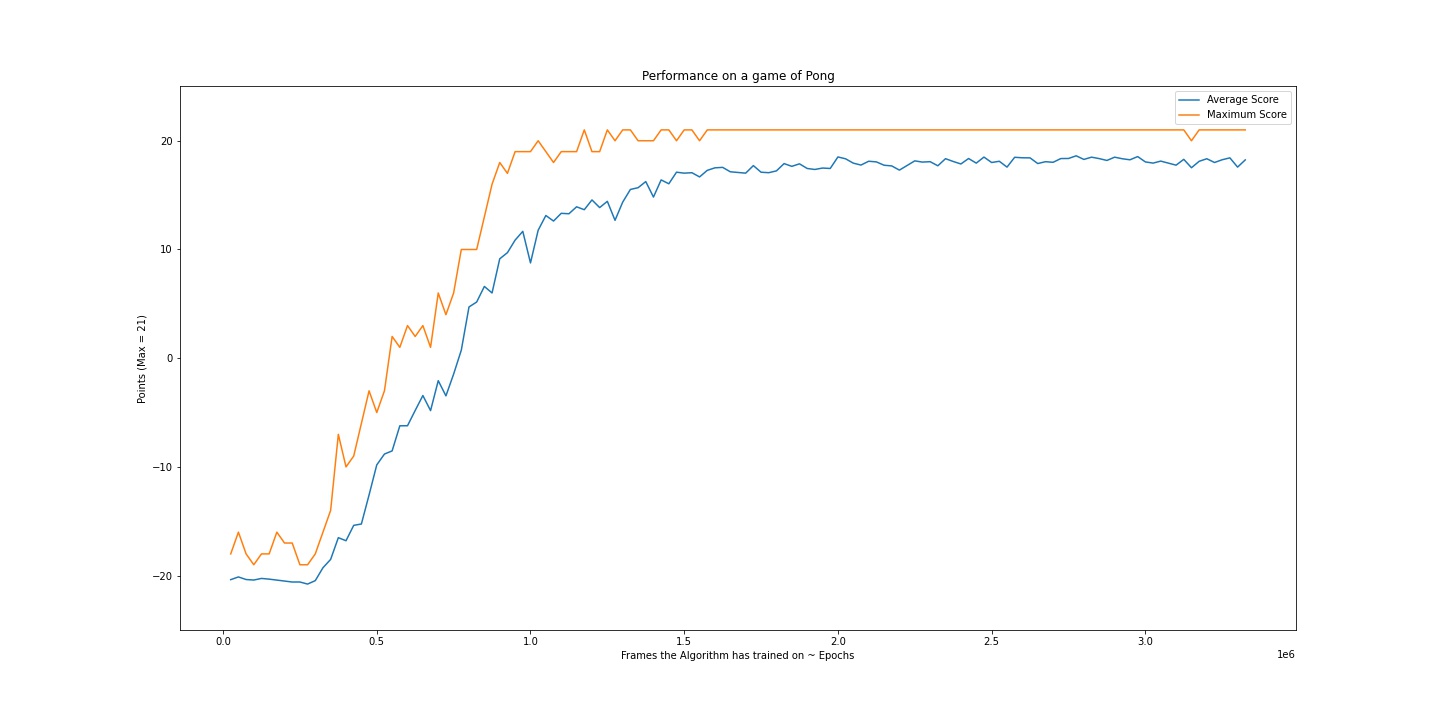 Performance on a game of Pong
Average Score
Maximum Score
20
10
0
−10
−20
Points (Max = 21)
0.0 0.5 1.0 1.5 2.0 2.5 3.0
Frames the Algorithm has trained on ~ Epochs
1e6